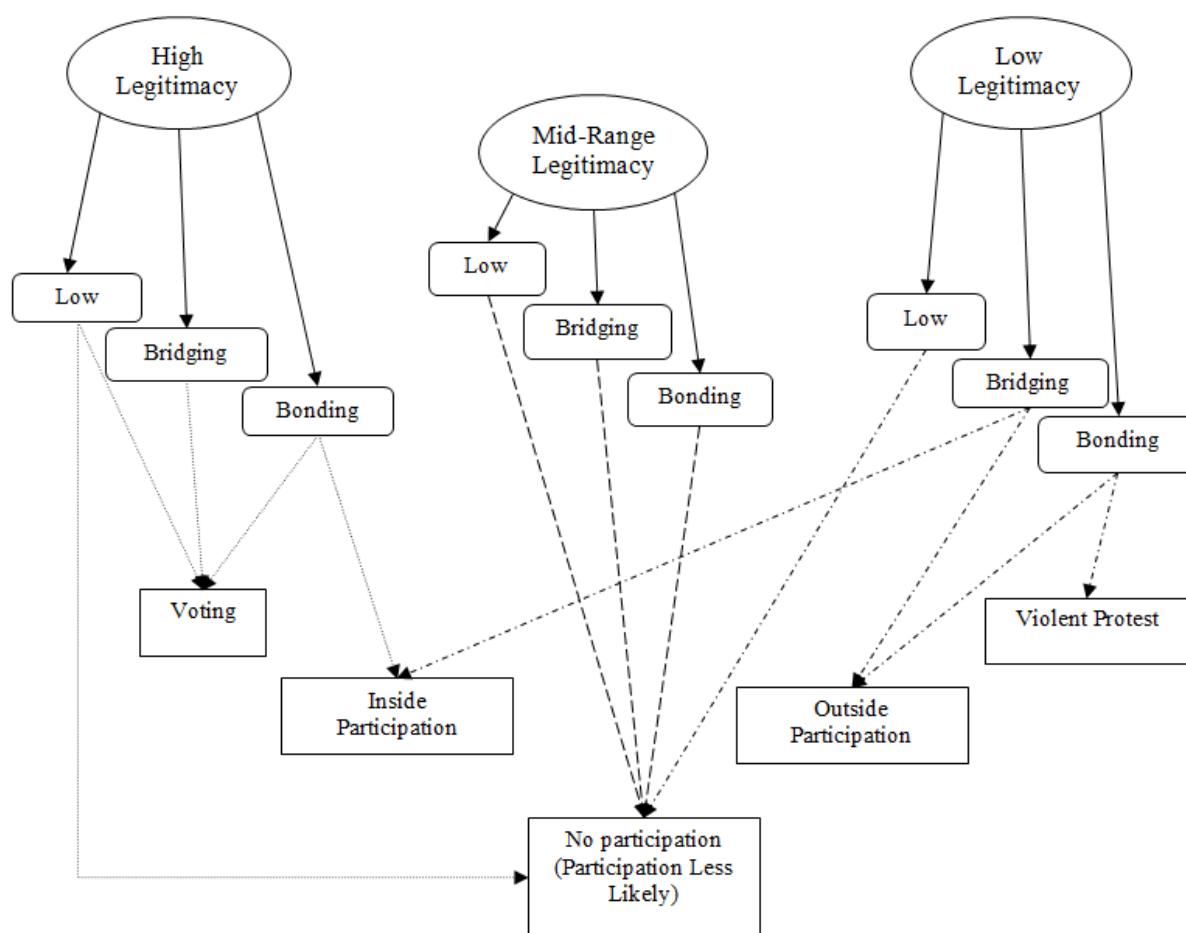 High
Legitimacy
Low
Legitimacy
Mid-Range
Legitimacy
Low
Bridging
Bonding
Low
Bridging
Bonding
Low
Bridging
Bonding
Voting
Inside
Participation
Outside
Participation
Violent Protest
No participation
(Participation Less
Likely)